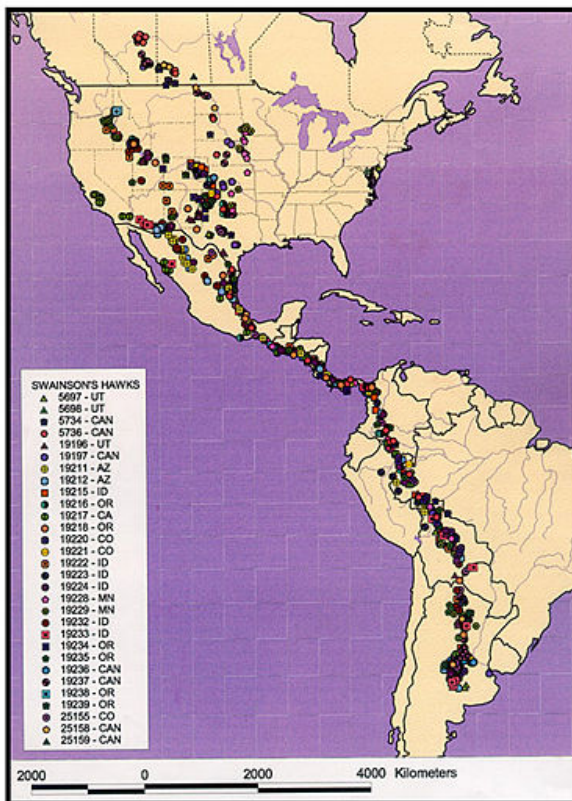 SWAINSON'S HAWKS
5697 - UT
5698 - UT
5734 - CAN
5736 - CAN
19196 - UT
19197 - CAN
19211 - AZ
19212 - AZ
19215 - ID
19216 - OR
19217 - CA
19218 - OR
19220 - CO
19221 - CO
19222 - ID
19223 - ID
19224 - ID
19228 - MN
19229 - MN
19232 - ID
19233 - ID
19234 - OR
19235 - OR
19236 - CAN
19237 - CAN
19238 - OR
19239 - OR
25155 - CO
25158 - CAN
25159 - CAN
2000 0 2000 4000 Kilometers